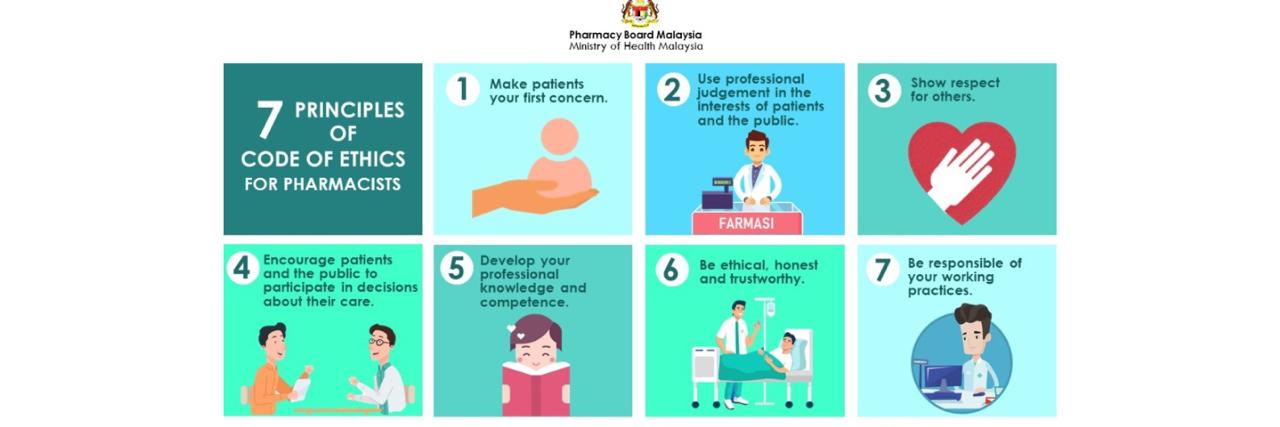 Pharmacy Board Malaysia
Ministry of Health Malaysia
7 PRINCIPLES
OF
CODE OF ETHICS
FOR PHARMACISTS
1 Make patients
your first concern.
2 Use professional
judgement in the
interests of patients
and the public.
FARMASI
3 Show respect
for others.
4 Encourage patients
and the public to
participate in decisions
about their care.
5 Develop your
professional
knowledge and
competence.
6 Be ethical, honest
and trustworthy.
7 Be responsible of
your working
practices.